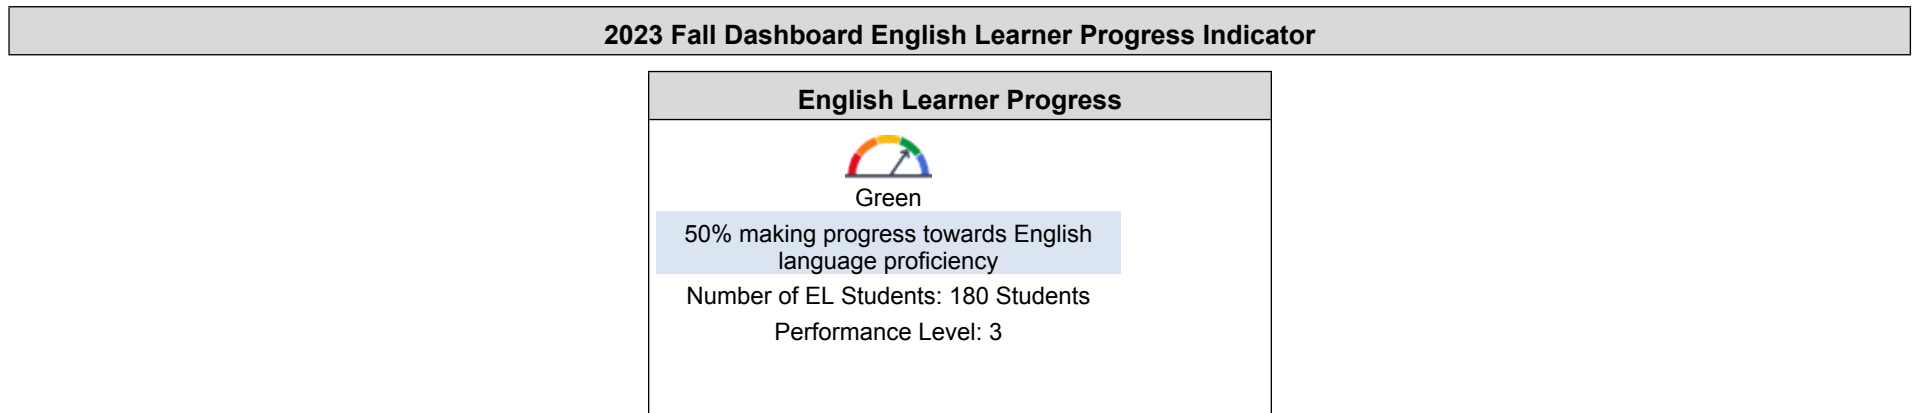 2023 Fall Dashboard English Learner Progress Indicator
English Learner Progress
Green
50% making progress towards English
language proficiency
Number of EL Students: 180 Students
Performance Level: 3